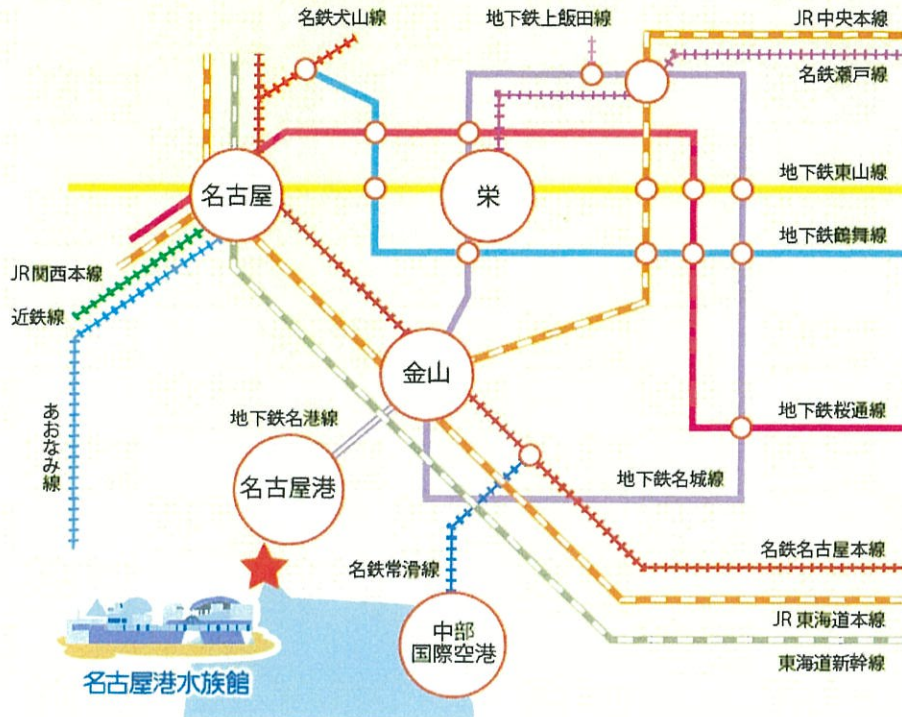 名鉄犬山線
地下鉄上飯田線
JR中央本線
名鉄瀬戸線
名古屋
栄
地下鉄東山線
地下鉄鶴舞線
JR関西本線
近鉄線
あおなみ線
金山
地下鉄名港線
地下鉄桜通線
名古屋港
地下鉄名城線
名鉄名古屋本線
名鉄常滑線
JR東海道本線
中部
国際空港
東海道新幹線
名古屋港水族館